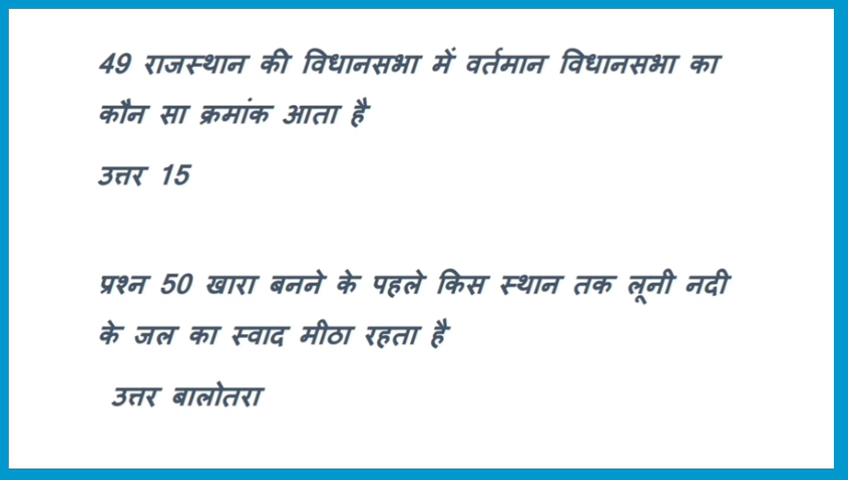 49 राजस्थान की विधानसभा में वर्तमान विधानसभा का
कौन सा क्रमांक आता है
उत्तर 15
प्रश्न 50 खारा बनने के पहले किस स्थान तक लूनी नदी
के जल का स्वाद मीठा रहता है
उत्तर बालोतरा